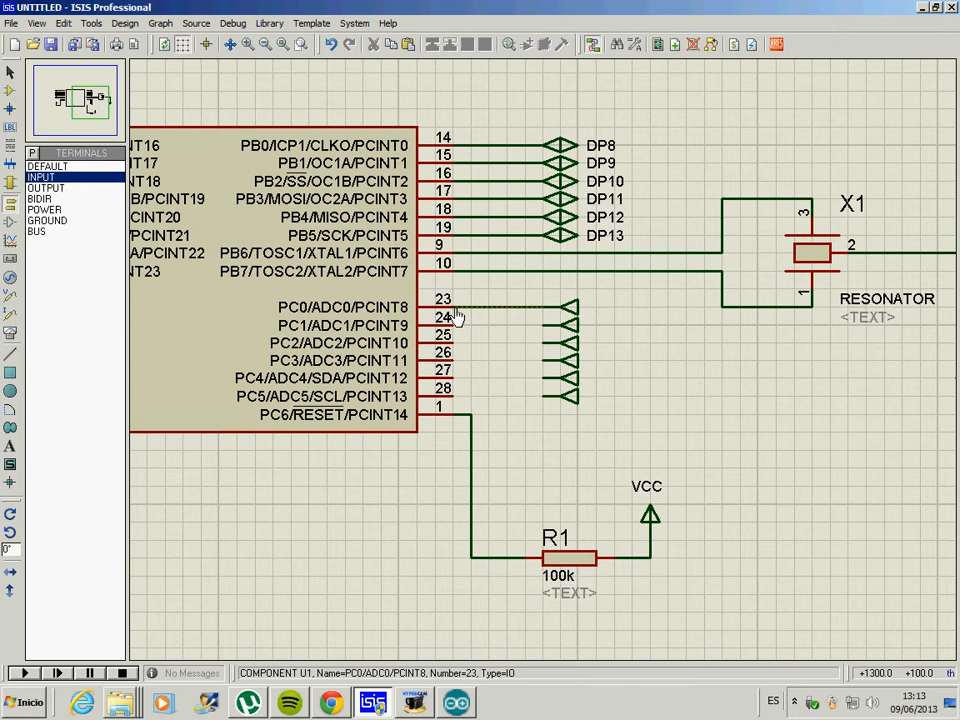 UNTITLED - ISIS Professional
File View Edit Tools Design Graph Source Debug Library Template System Help
P TERMINALS
DEFAULT
INPUT
OUTPUT
BIDIR
POWER
GROUND
BUS
LBL
A
0°
NT16 PB0/ICP1/CLKO/PCINT0 14 DP8
NT17 PB1/OC1A/PCINT1 15 DP9
NT18 PB2/SS/OC1B/PCINT2 16 DP10
B/PCINT19 PB3/MOSI/OC2A/PCINT3 17 DP11
CINT20 PB4/MISO/PCINT4 18 DP12
/PCINT21 PB5/SCK/PCINT5 19 DP13
A/PCINT22 PB6/TOSC1/XTAL1/PCINT6 9
NT23 PB7/TOSC2/XTAL2/PCINT7 10
X1
3
2
1
RESONATOR
<TEXT>
PC0/ADC0/PCINT8 23
PC1/ADC1/PCINT9 24
PC2/ADC2/PCINT10 25
PC3/ADC3/PCINT11 26
PC4/ADC4/SDA/PCINT12 27
PC5/ADC5/SCL/PCINT13 28
PC6/RESET/PCINT14 1
VCC
R1
100k
<TEXT>
No Messages COMPONENT U1, Name=PC0/ADC0/PCINT8, Number=23, Type=IO +1300.0 +100.0 th
Inicio ISIS ES 13:13
09/06/2013